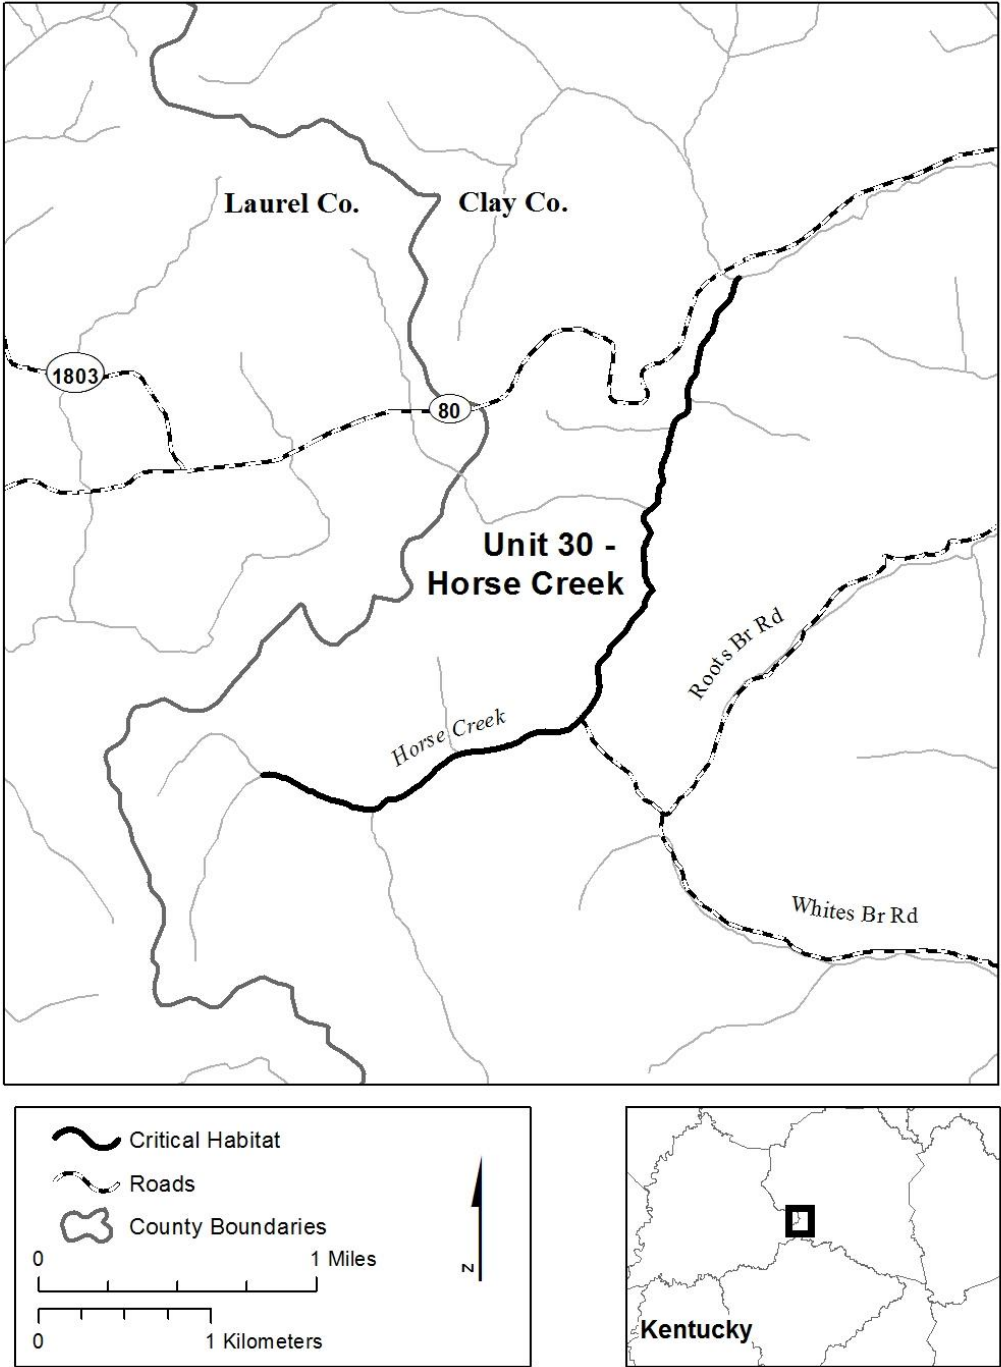 Laurel Co.
Clay Co.
1803
80
Unit 30 -
Horse Creek
Roots Br Rd
Horse Creek
Whites Br Rd
Critical Habitat
Roads
County Boundaries
0
1 Miles
0
1 Kilometers
N
Kentucky